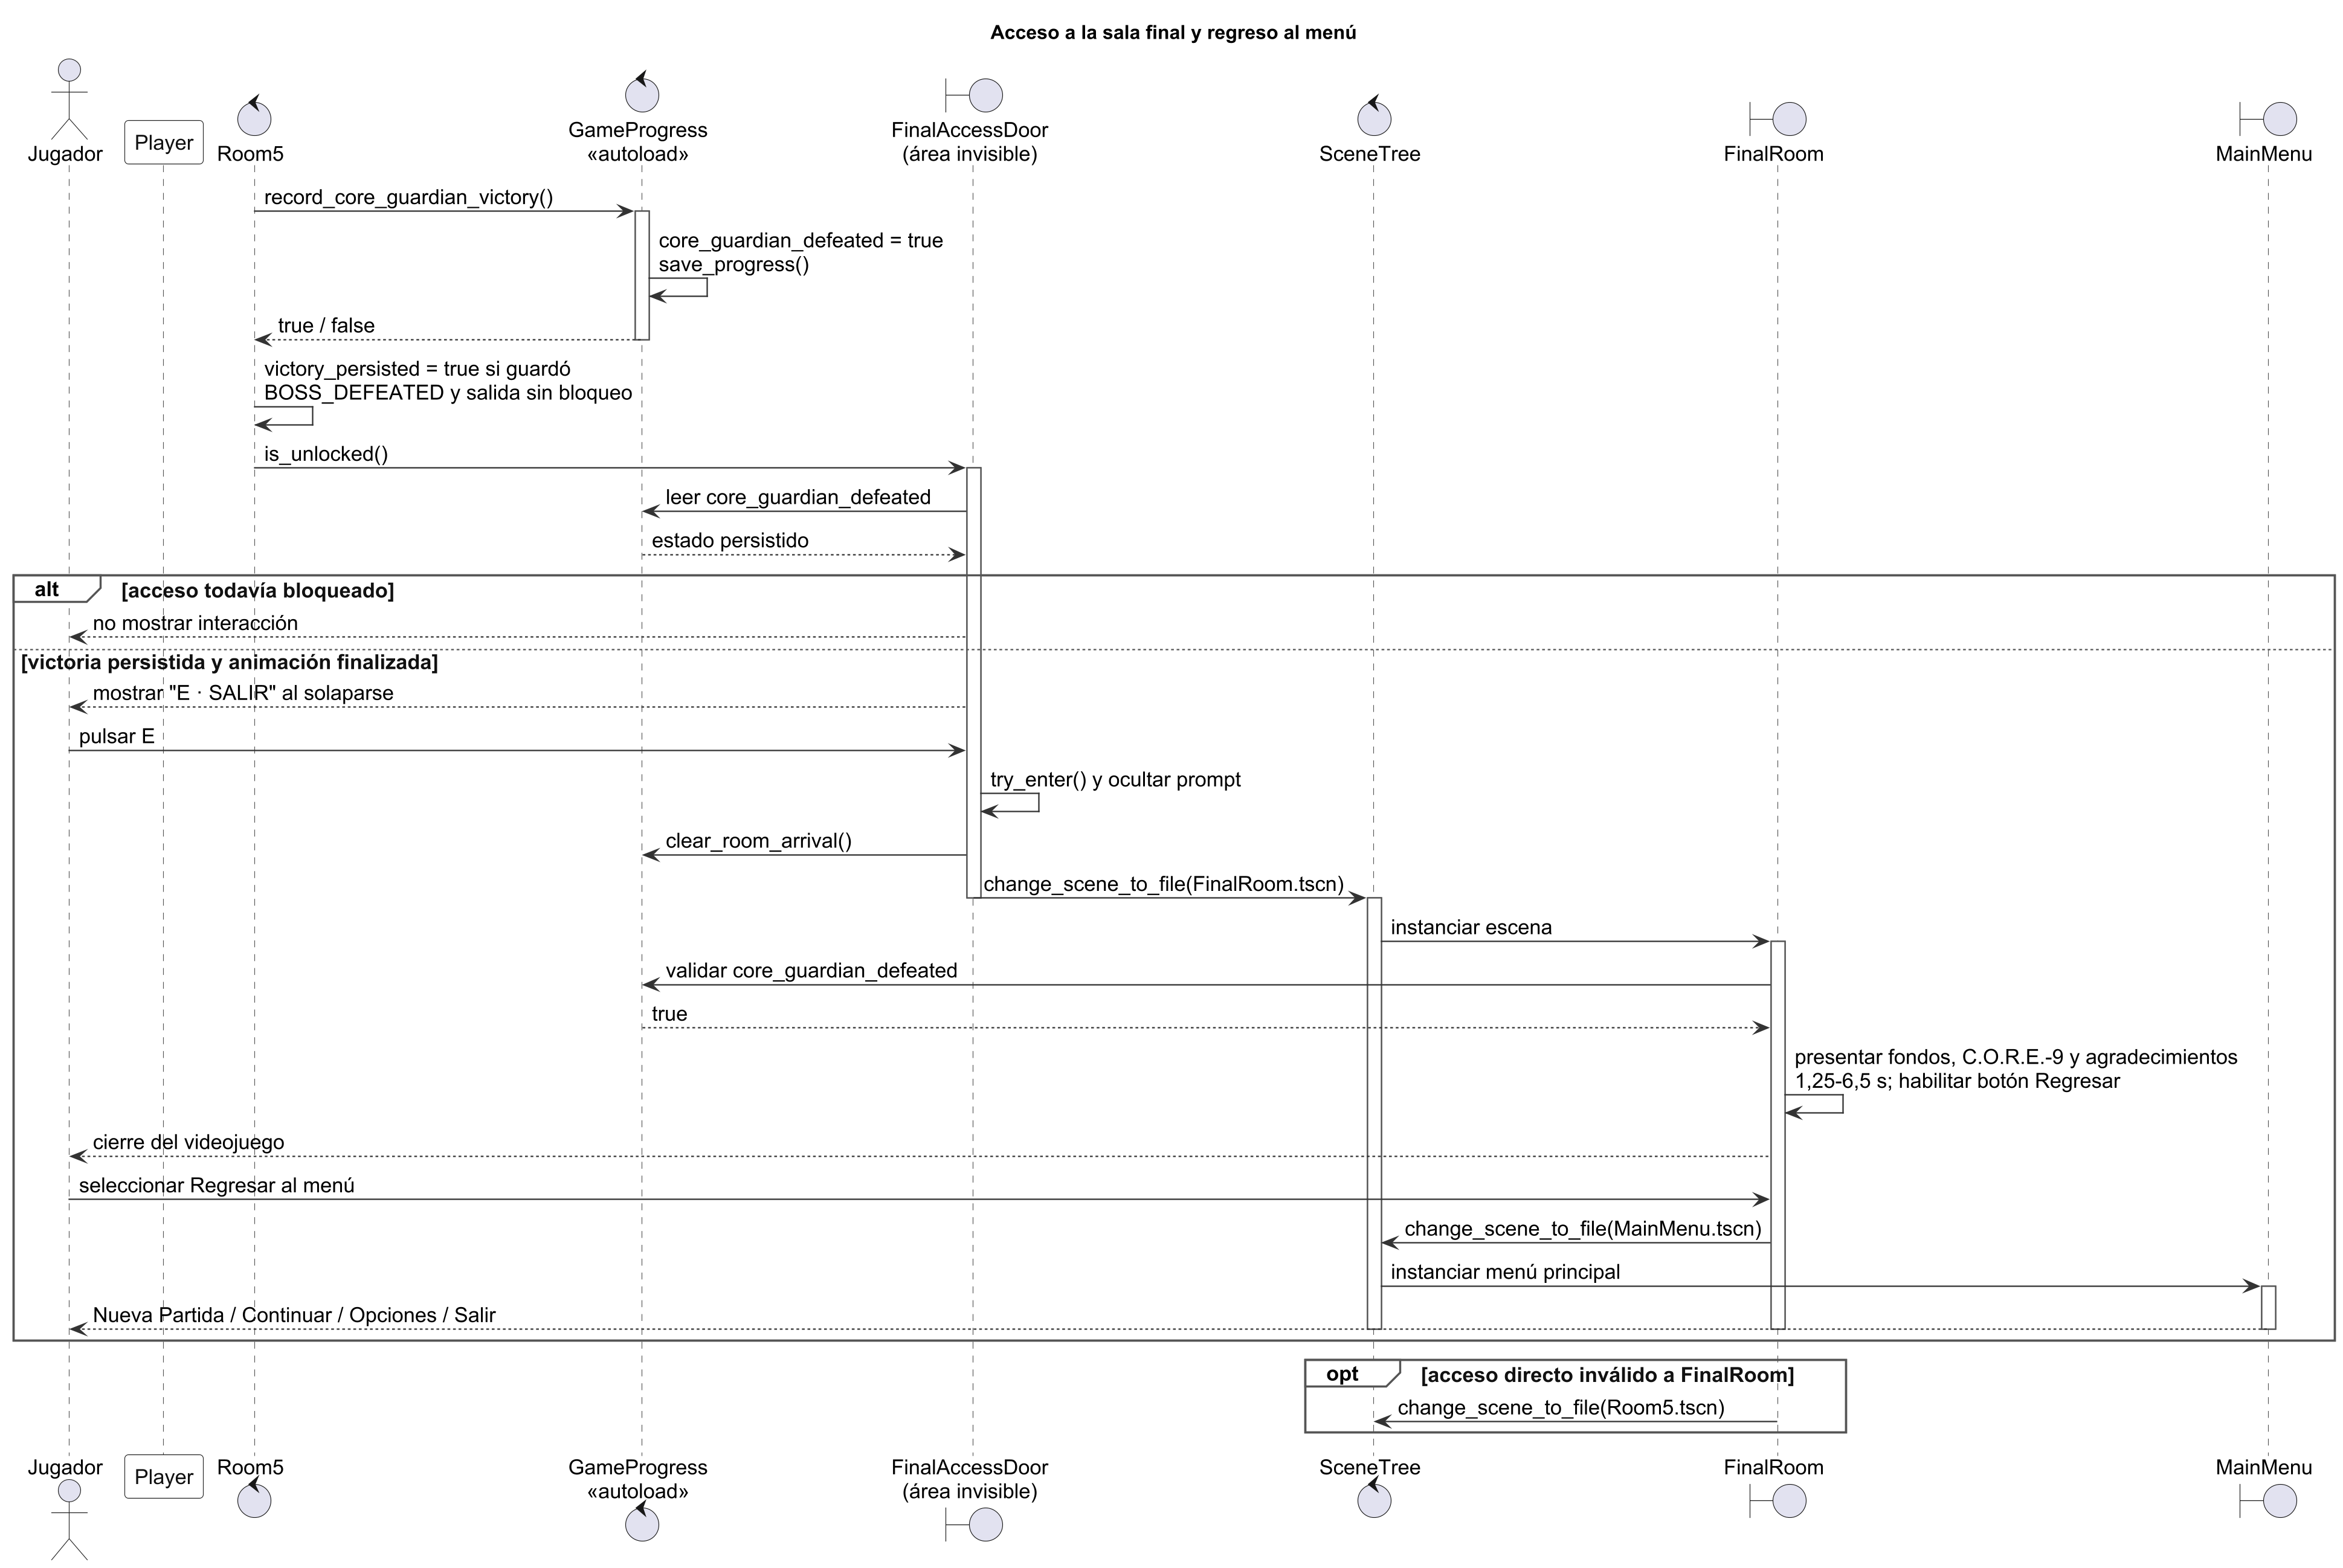 Acceso a la sala final y regreso al menú
Jugador
Player
Room5
GameProgress
«autoload»
FinalAccessDoor
(área invisible)
SceneTree
FinalRoom
MainMenu
record_core_guardian_victory()
core_guardian_defeated = true
save_progress()
true / false
victory_persisted = true si guardó
BOSS_DEFEATED y salida sin bloqueo
is_unlocked()
leer core_guardian_defeated
estado persistido
alt [acceso todavía bloqueado]
no mostrar interacción
[victoria persistida y animación finalizada]
mostrar "E · SALIR" al solaparse
pulsar E
try_enter() y ocultar prompt
clear_room_arrival()
change_scene_to_file(FinalRoom.tscn)
instanciar escena
validar core_guardian_defeated
true
presentar fondos, C.O.R.E.-9 y agradecimientos
1,25-6,5 s; habilitar botón Regresar
cierre del videojuego
seleccionar Regresar al menú
change_scene_to_file(MainMenu.tscn)
instanciar menú principal
Nueva Partida / Continuar / Opciones / Salir
opt [acceso directo inválido a FinalRoom]
change_scene_to_file(Room5.tscn)
Jugador
Player
Room5
GameProgress
«autoload»
FinalAccessDoor
(área invisible)
SceneTree
FinalRoom
MainMenu